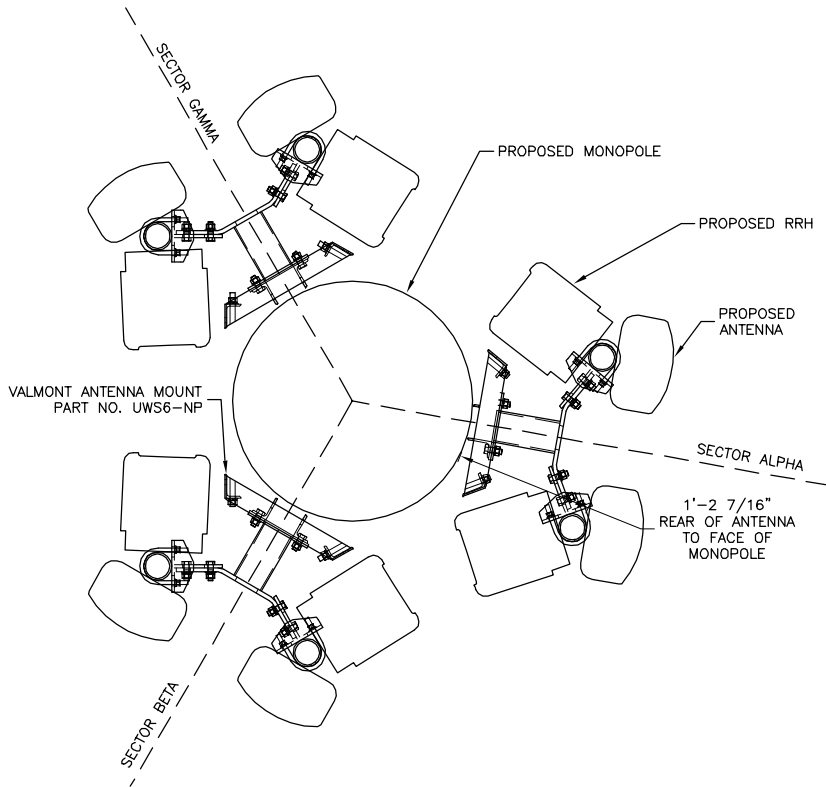 SECTOR GAMMA
PROPOSED MONOPOLE
PROPOSED RRH
PROPOSED
ANTENNA
VALMONT ANTENNA MOUNT
PART NO. UWS6-NP
SECTOR ALPHA
1'-2 7/16"
REAR OF ANTENNA
TO FACE OF
MONOPOLE
SECTOR BETA